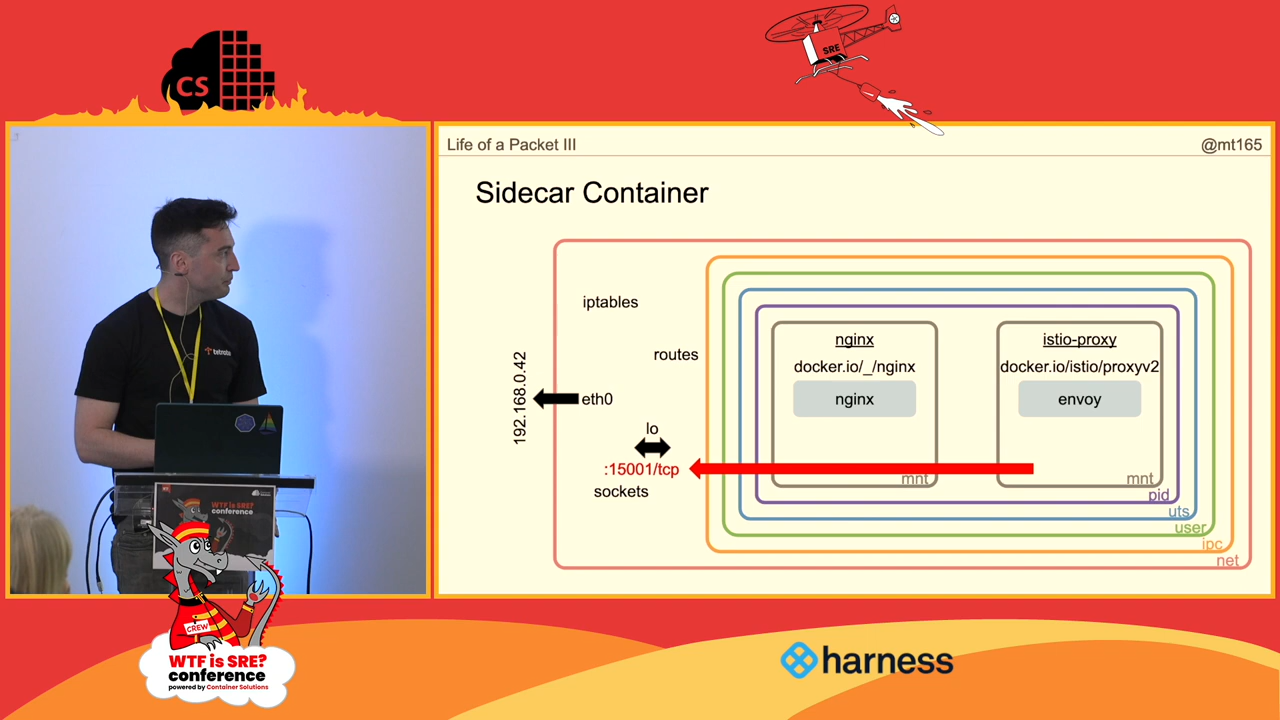 CS
SRE
Life of a Packet III
@mt165
Sidecar Container
iptables
routes
192.168.0.42
eth0
lo
:15001/tcp
sockets
nginx
docker.io/_/nginx
nginx
mnt
istio-proxy
docker.io/istio/proxyv2
envoy
mnt
pid
uts
user
ipc
net
tetrate
WTF is SRE?
conference
CREW
WTF is SRE?
conference
powered by Container Solutions
harness